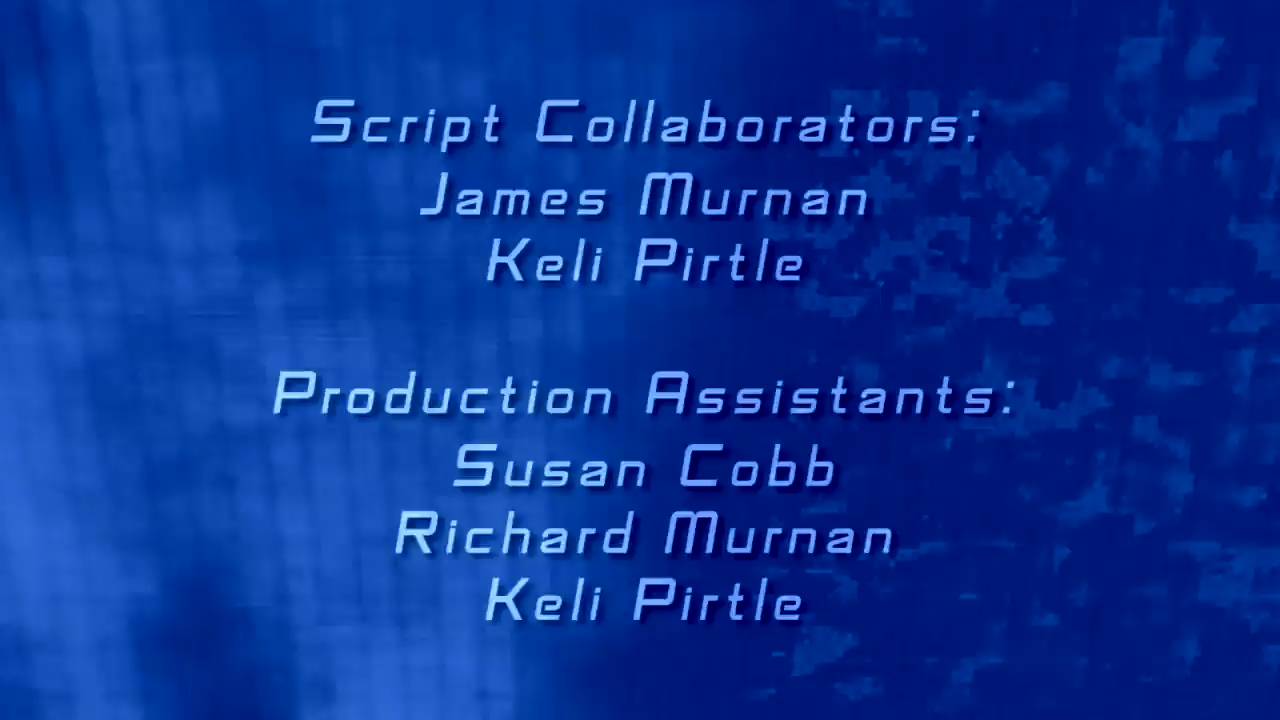 Script Collaborators:
James Murnan
Keli Pirtle
Production Assistants:
Susan Cobb
Richard Murnan
Keli Pirtle